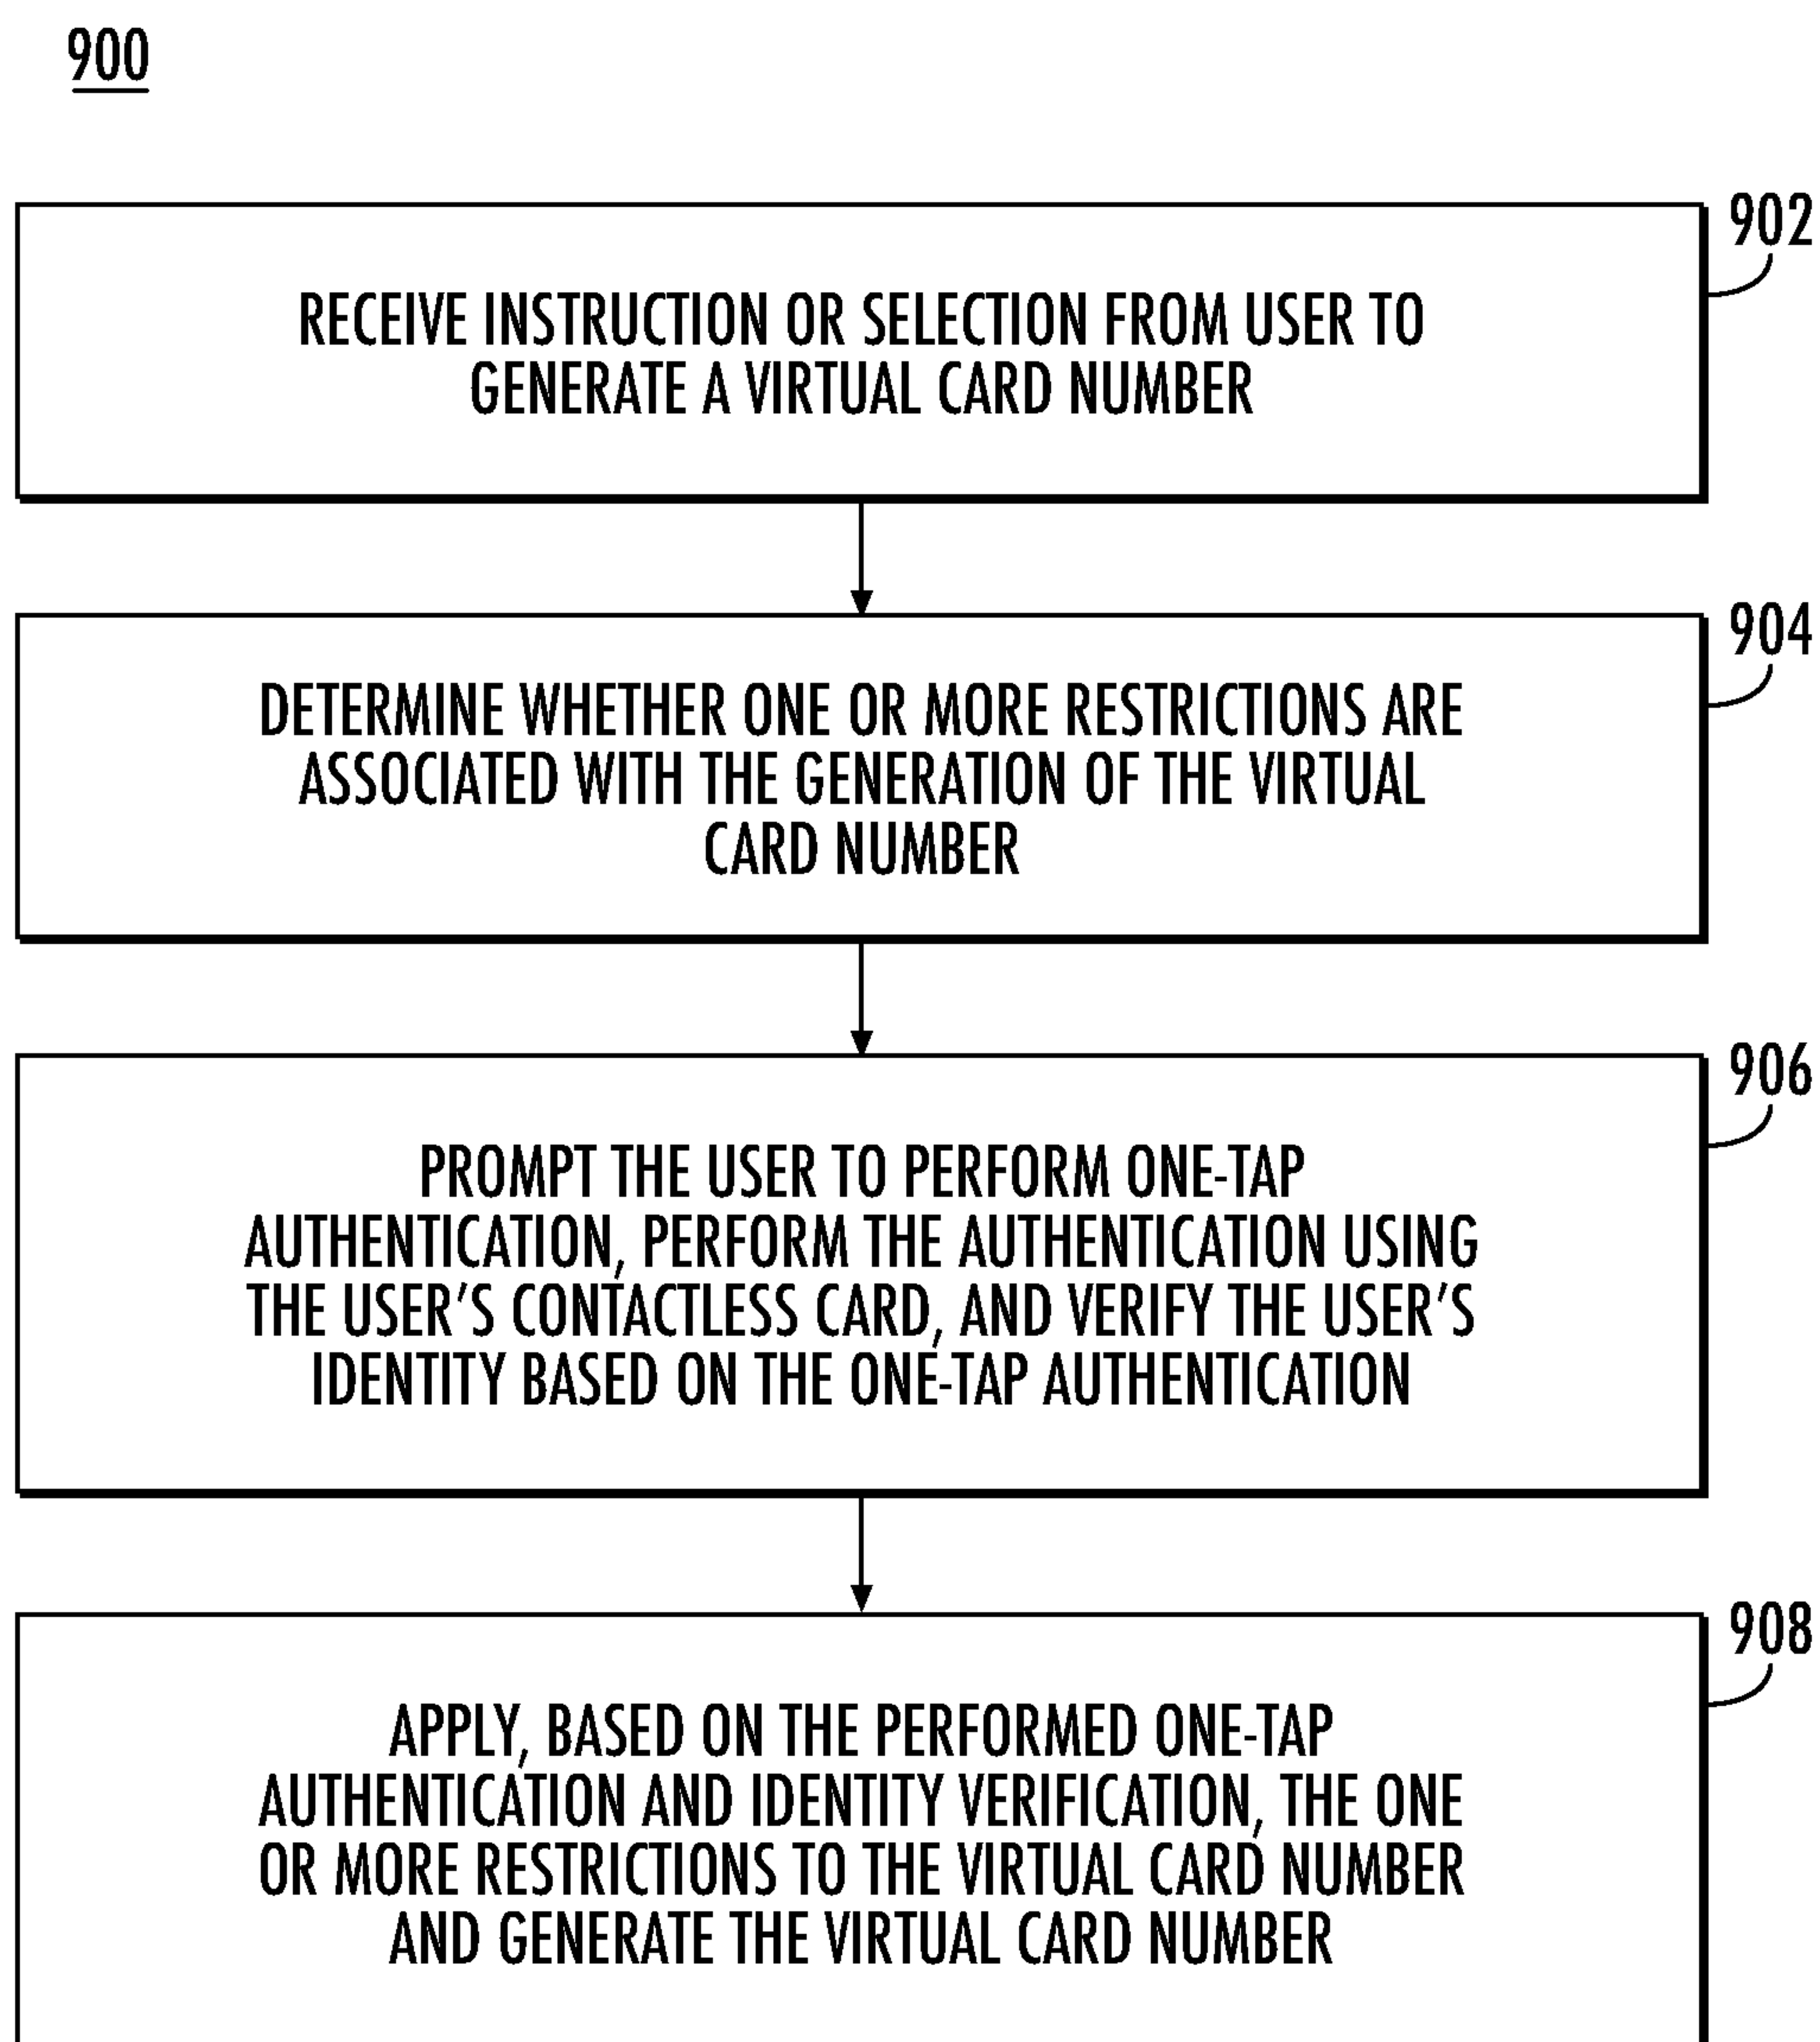 900
902
RECEIVE INSTRUCTION OR SELECTION FROM USER TO
GENERATE A VIRTUAL CARD NUMBER
904
DETERMINE WHETHER ONE OR MORE RESTRICTIONS ARE
ASSOCIATED WITH THE GENERATION OF THE VIRTUAL
CARD NUMBER
906
PROMPT THE USER TO PERFORM ONE-TAP
AUTHENTICATION, PERFORM THE AUTHENTICATION USING
THE USER'S CONTACTLESS CARD, AND VERIFY THE USER'S
IDENTITY BASED ON THE ONE-TAP AUTHENTICATION
908
APPLY, BASED ON THE PERFORMED ONE-TAP
AUTHENTICATION AND IDENTITY VERIFICATION, THE ONE
OR MORE RESTRICTIONS TO THE VIRTUAL CARD NUMBER
AND GENERATE THE VIRTUAL CARD NUMBER